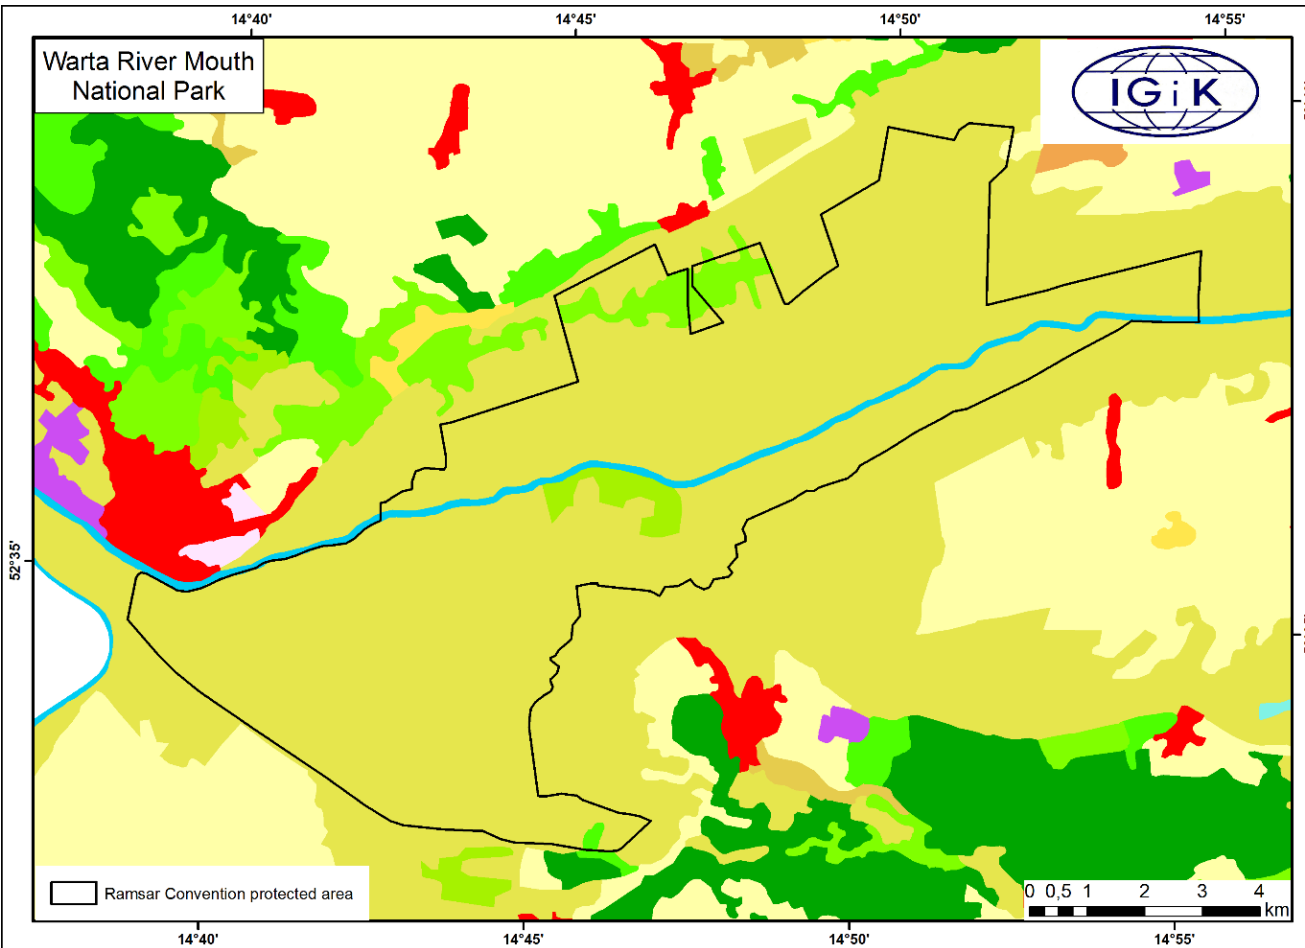 14°40' 14°45' 14°50' 14°55'
Warta River Mouth
National Park
IGiK
52°35'
Ramsar Convention protected area
0 0,5 1 2 3 4
km
14°40' 14°45' 14°50' 14°55'